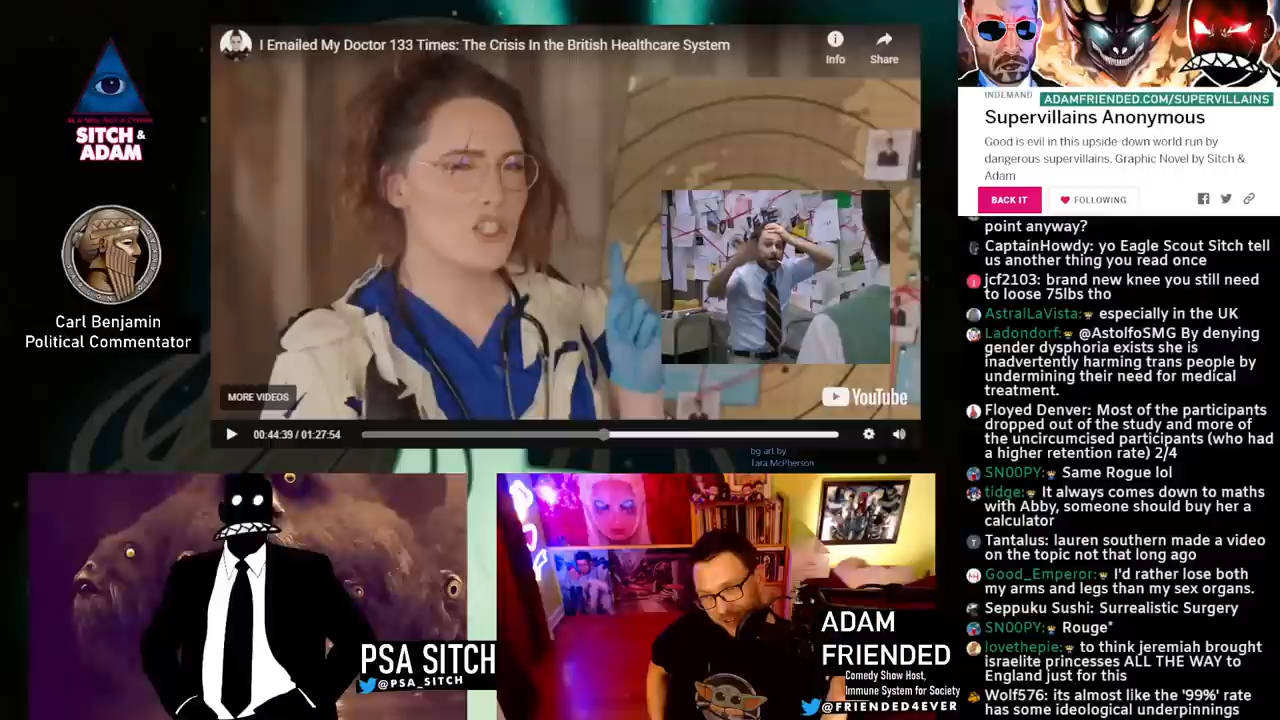 I Emailed My Doctor 133 Times: The Crisis In the British Healthcare System
Info
Share
MORE VIDEOS
YouTube
00:44:39 / 01:27:54
SITCH &
ADAM
Carl Benjamin
Political Commentator
bg art by
Tara McPherson
PSA SITCH
@PSA_SITCH
ADAM
FRIENDED
Comedy Show Host,
Immune System for Society
@FRIENDED4EVER
INDEMAND
ADAMFRIENDED.COM/SUPERVILLAINS
Supervillains Anonymous
Good is evil in this upside-down world run by
dangerous supervillains. Graphic Novel by Sitch &
Adam
BACK IT
FOLLOWING
point anyway?
CaptainHowdy: yo Eagle Scout Sitch tell
us another thing you read once
jcf2103: brand new knee you still need
to loose 75lbs tho
AstralLaVista: especially in the UK
Ladondorf: @AstolfoSMG By denying
gender dysphoria exists she is
inadvertently harming trans people by
undermining their need for medical
treatment.
Floyed Denver: Most of the participants
dropped out of the study and more of
the uncircumcised participants (who had
a higher retention rate) 2/4
SN00PY: Same Rogue lol
tidge: It always comes down to maths
with Abby, someone should buy her a
calculator
Tantalus: lauren southern made a video
on the topic not that long ago
Good_Emperor: I'd rather lose both
my arms and legs than my sex organs.
Seppuku Sushi: Surrealistic Surgery
SN00PY: Rouge*
lovethepie: to think jeremiah brought
israelite princesses ALL THE WAY to
England just for this
Wolf576: its almost like the '99%' rate
has some ideological underpinnings